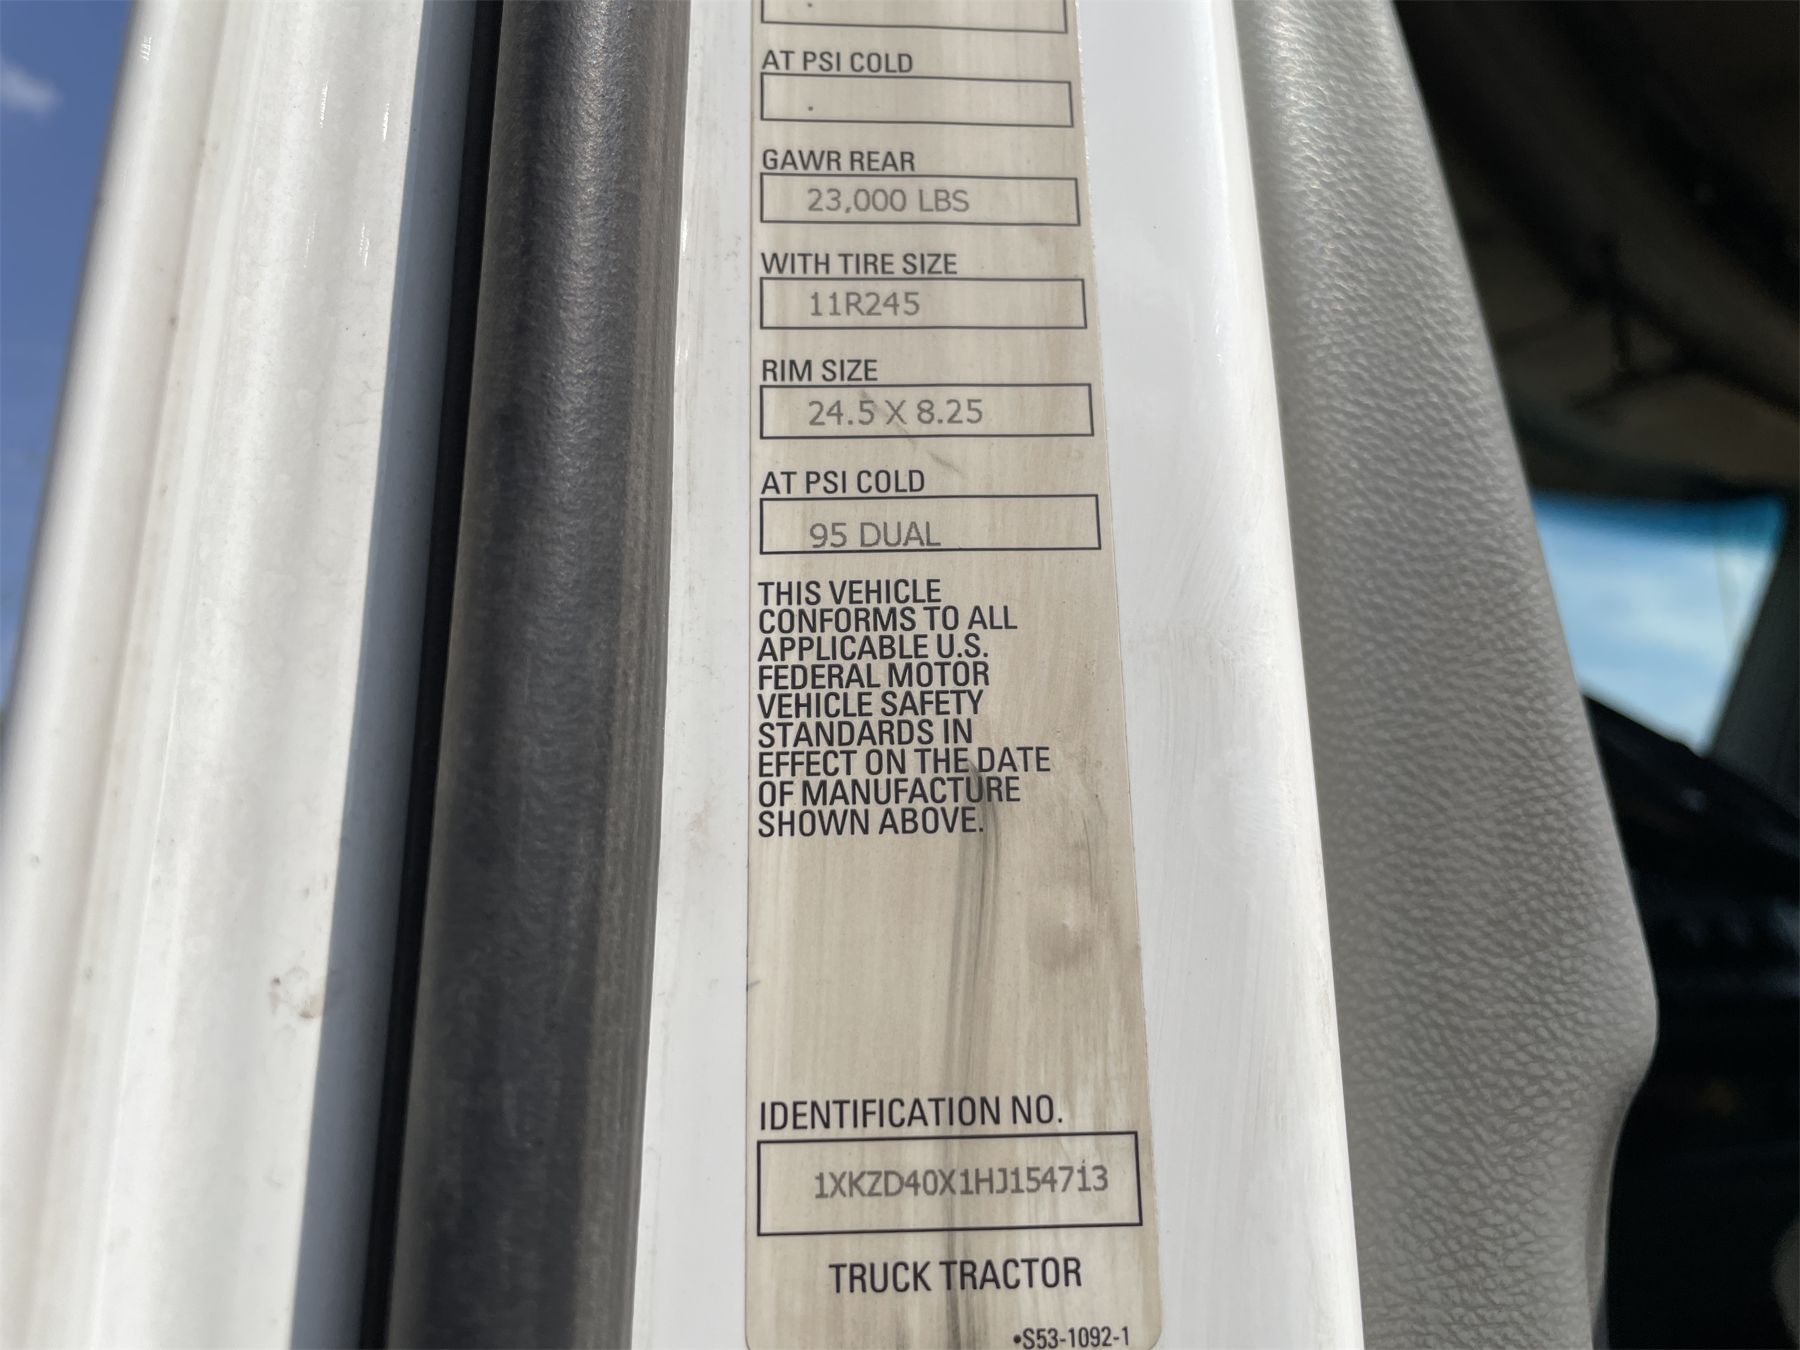 AT PSI COLD
GAWR REAR
23,000 LBS
WITH TIRE SIZE
11R245
RIM SIZE
24.5 X 8.25
AT PSI COLD
95 DUAL
THIS VEHICLE
CONFORMS TO ALL
APPLICABLE U.S.
FEDERAL MOTOR
VEHICLE SAFETY
STANDARDS IN
EFFECT ON THE DATE
OF MANUFACTURE
SHOWN ABOVE.
IDENTIFICATION NO.
1XKZD40X1HJ154713
TRUCK TRACTOR
•S53-1092-1